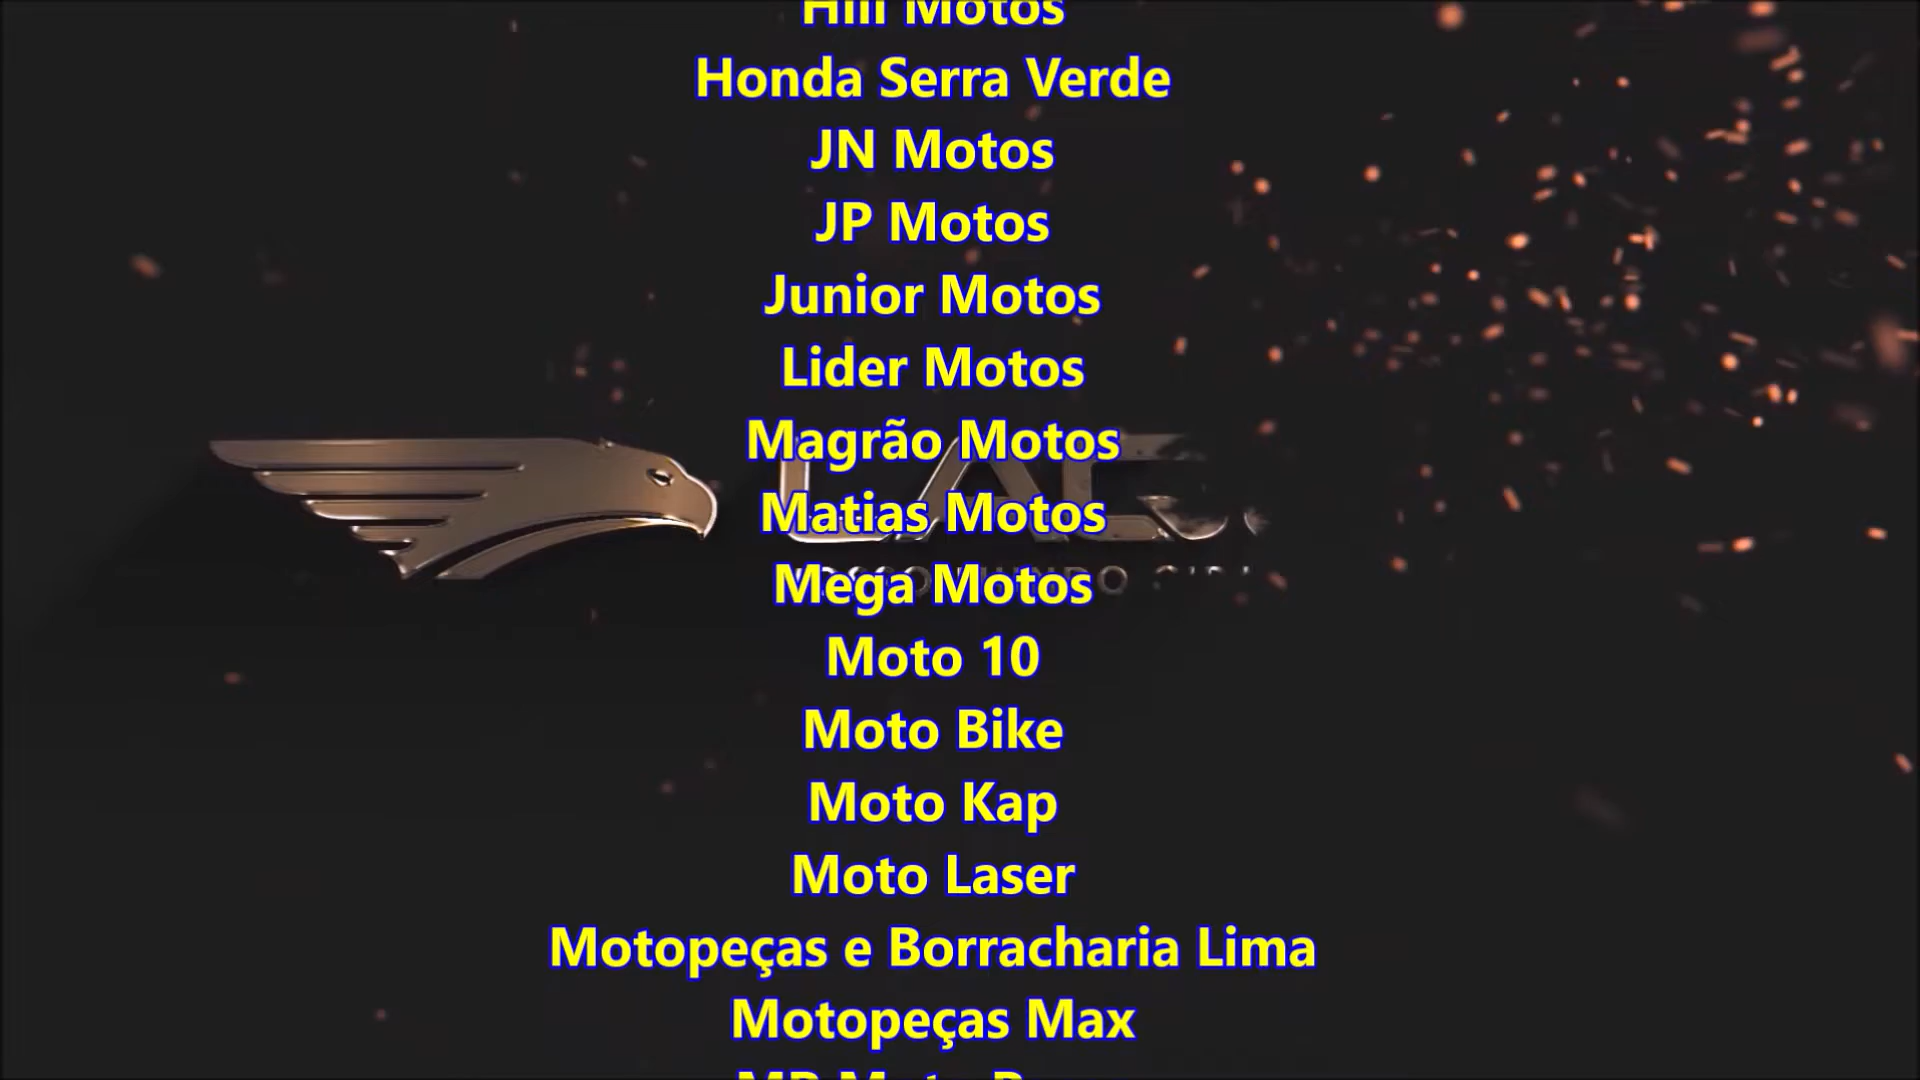 Motos
Honda Serra Verde
JN Motos
JP Motos
Junior Motos
Lider Motos
Magrão Motos
Matias Motos
Mega Motos
Moto 10
Moto Bike
Moto Kap
Moto Laser
Motopeças e Borracharia Lima
Motopeças Max